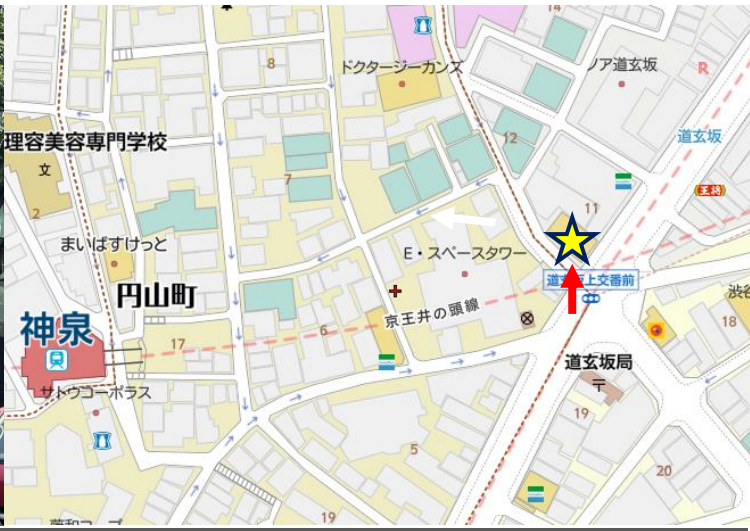 14
8
ドクタージーカンズ
ノア道玄坂
R
理容美容専門学校
文
12
道玄坂
王将
7
11
2
まいばすけっと
E・スペースタワー
円山町
道玄坂上交番前
神泉
京王井の頭線
渋谷
18
17
6
道玄坂局
サトウコーポラス
19
5
20
19